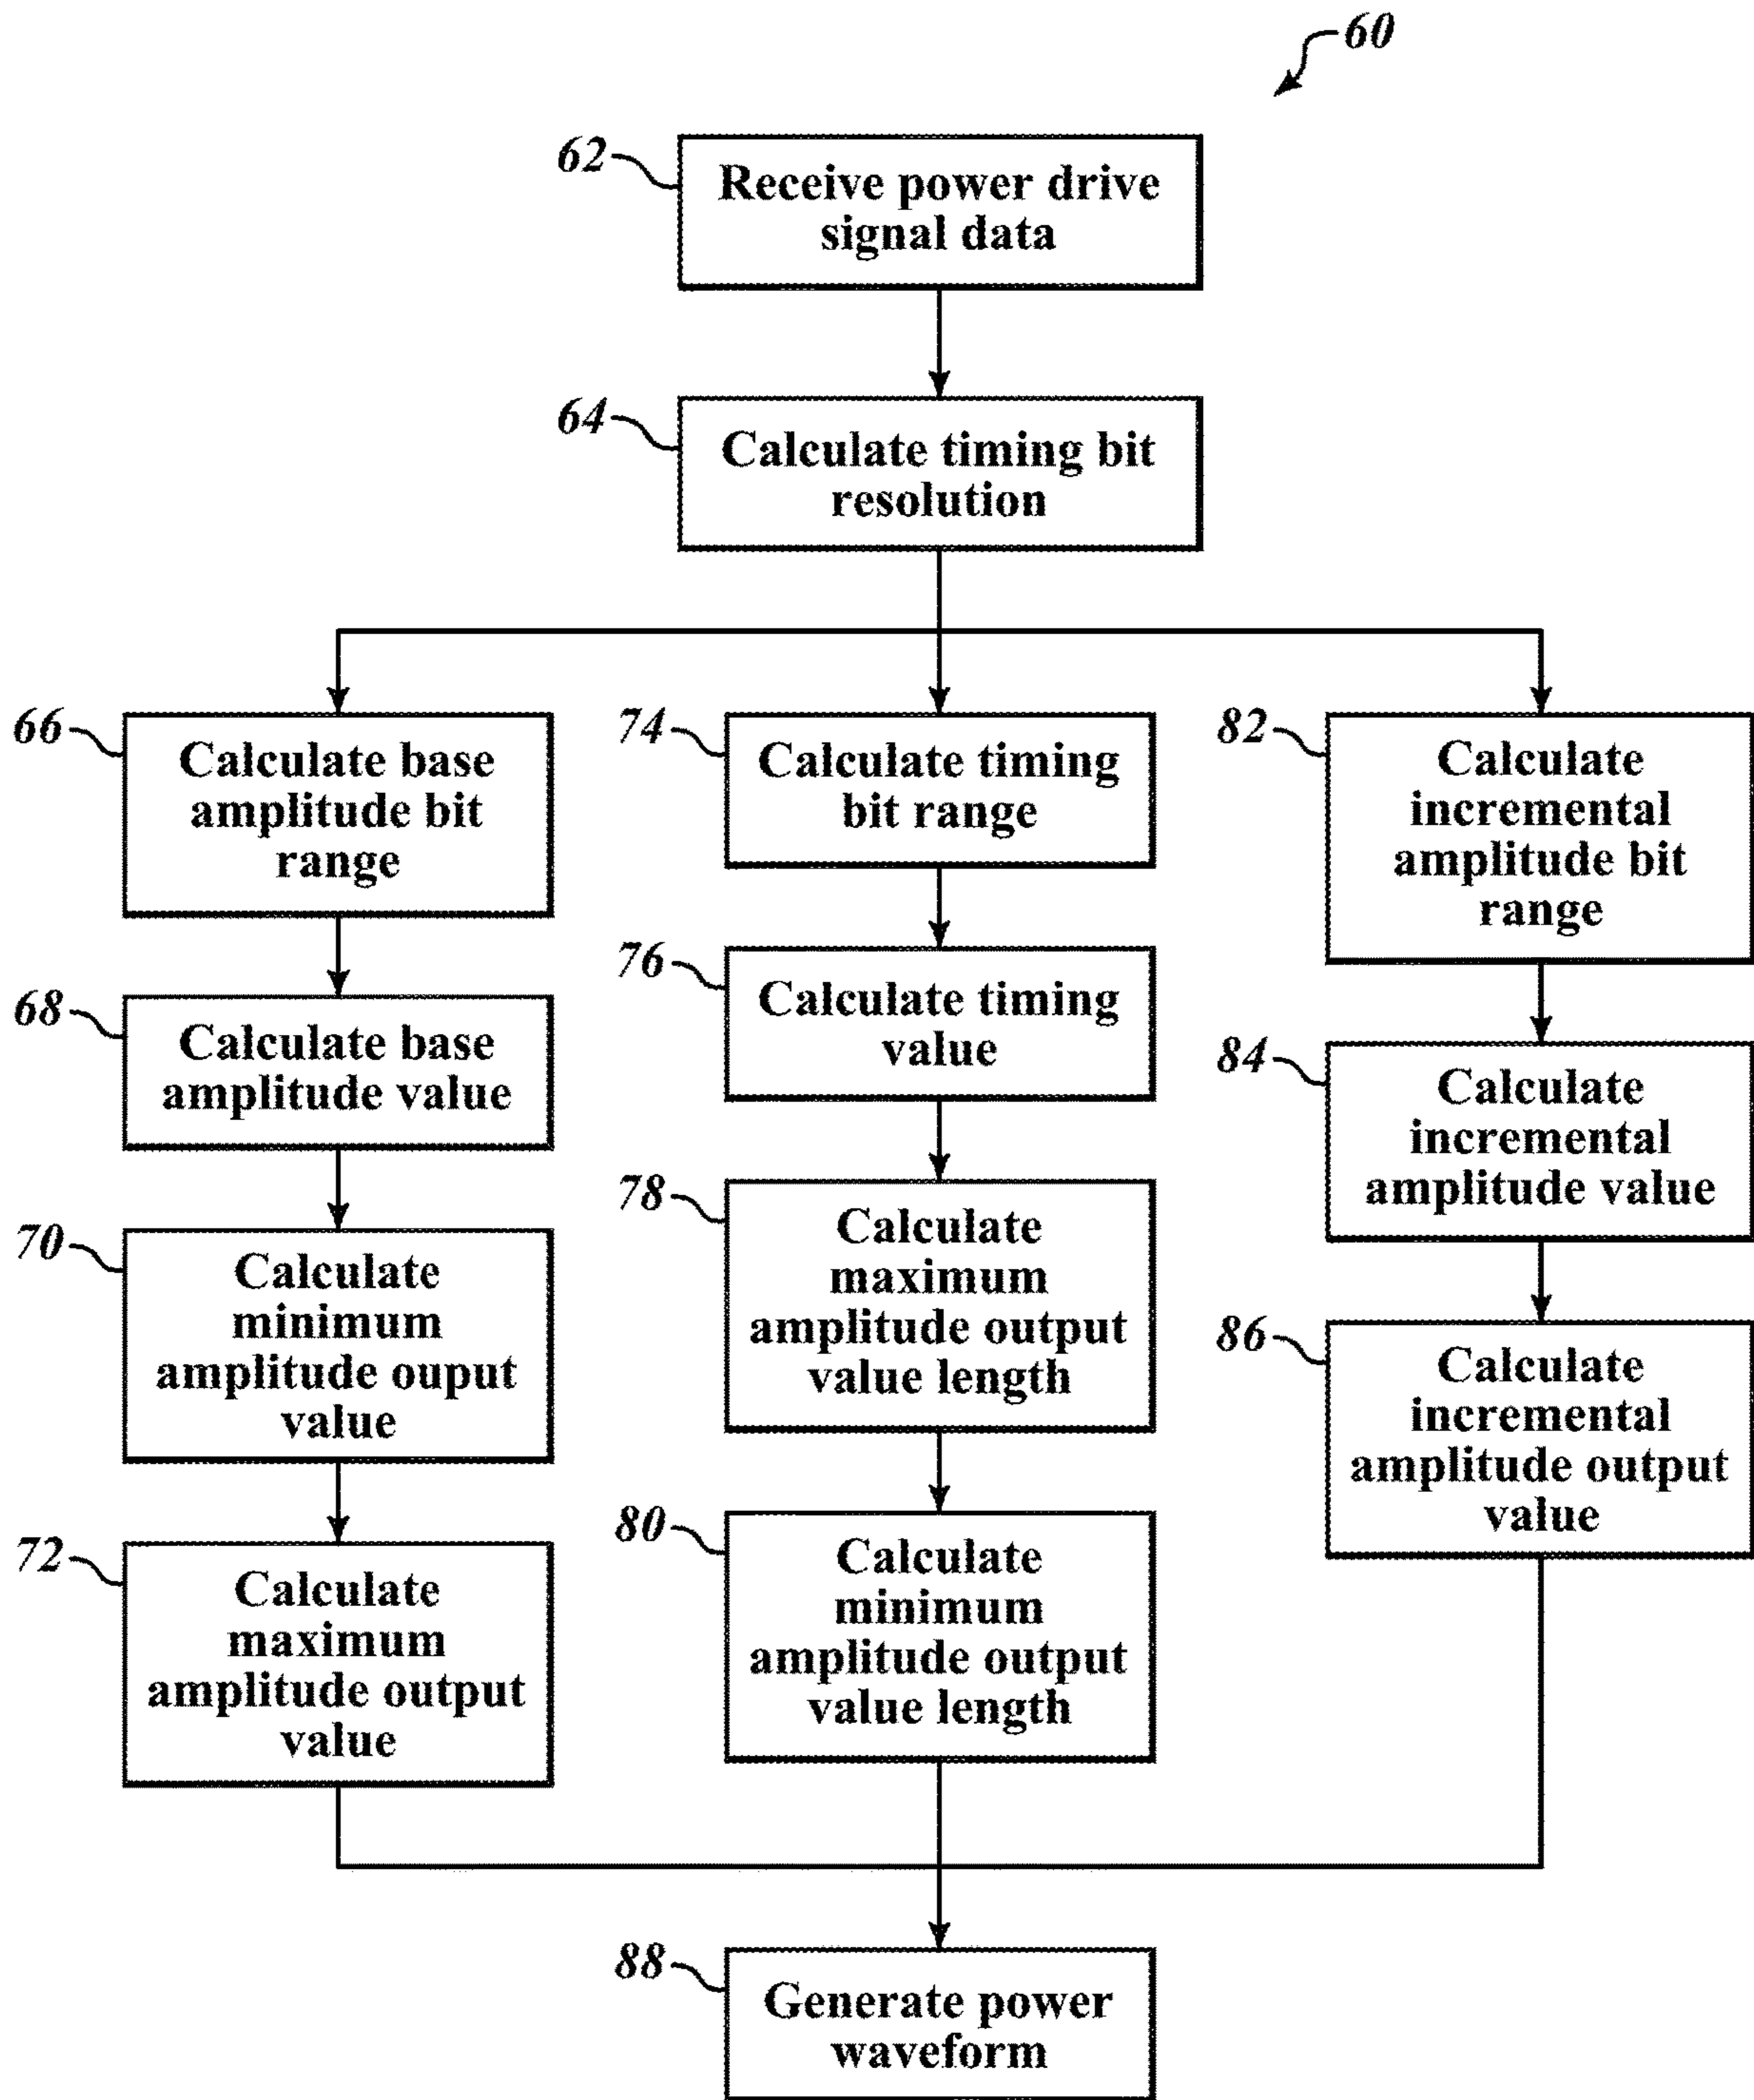 60
62
Receive power drive
signal data
64
Calculate timing bit
resolution
66
Calculate base
amplitude bit
range
68
Calculate base
amplitude value
70
Calculate
minimum
amplitude ouput
value
72
Calculate
maximum
amplitude output
value
74
Calculate timing
bit range
76
Calculate timing
value
78
Calculate
maximum
amplitude output
value length
80
Calculate
minimum
amplitude output
value length
82
Calculate
incremental
amplitude bit
range
84
Calculate
incremental
amplitude value
86
Calculate
incremental
amplitude output
value
88
Generate power
waveform